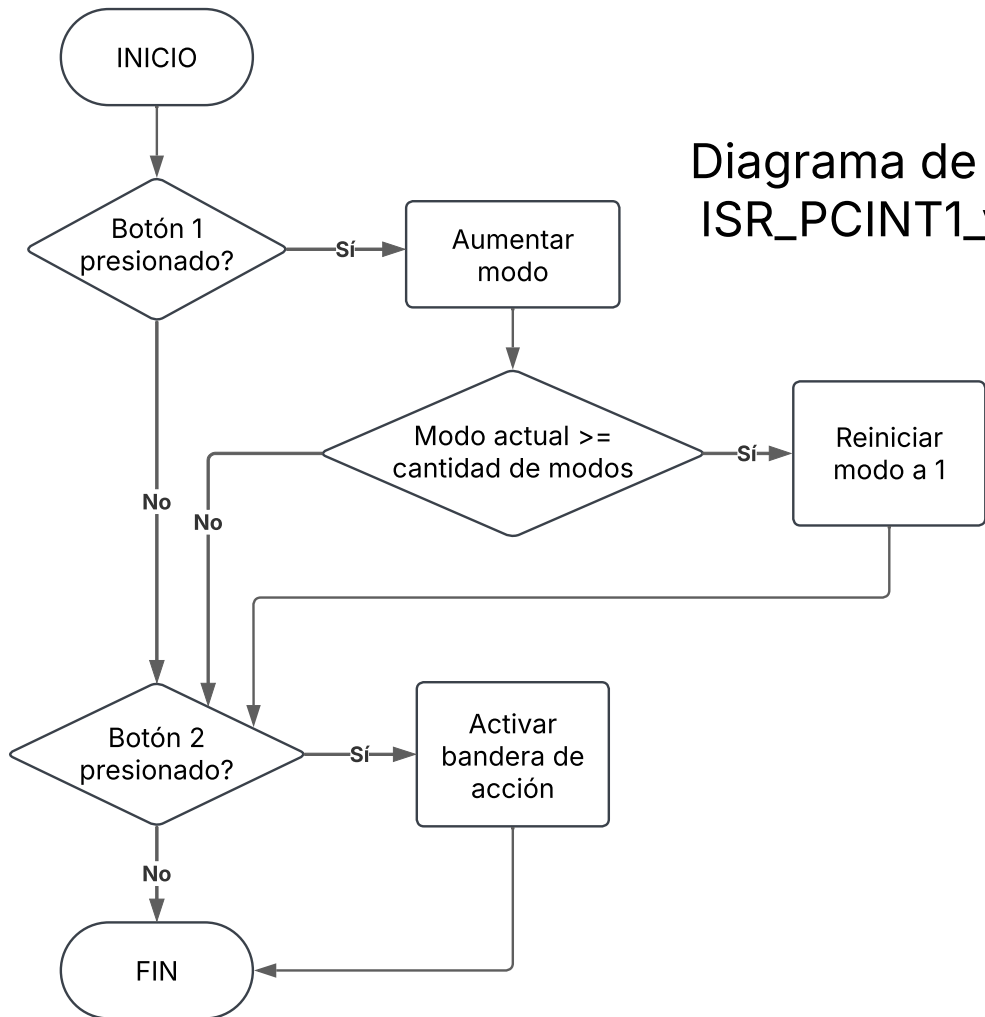 INICIO
Diagrama de
ISR_PCINT1_
Botón 1
presionado?
Sí
Aumentar
modo
Modo actual >=
cantidad de modos
Sí
Reiniciar
modo a 1
No
No
Botón 2
presionado?
Sí
Activar
bandera de
acción
No
FIN